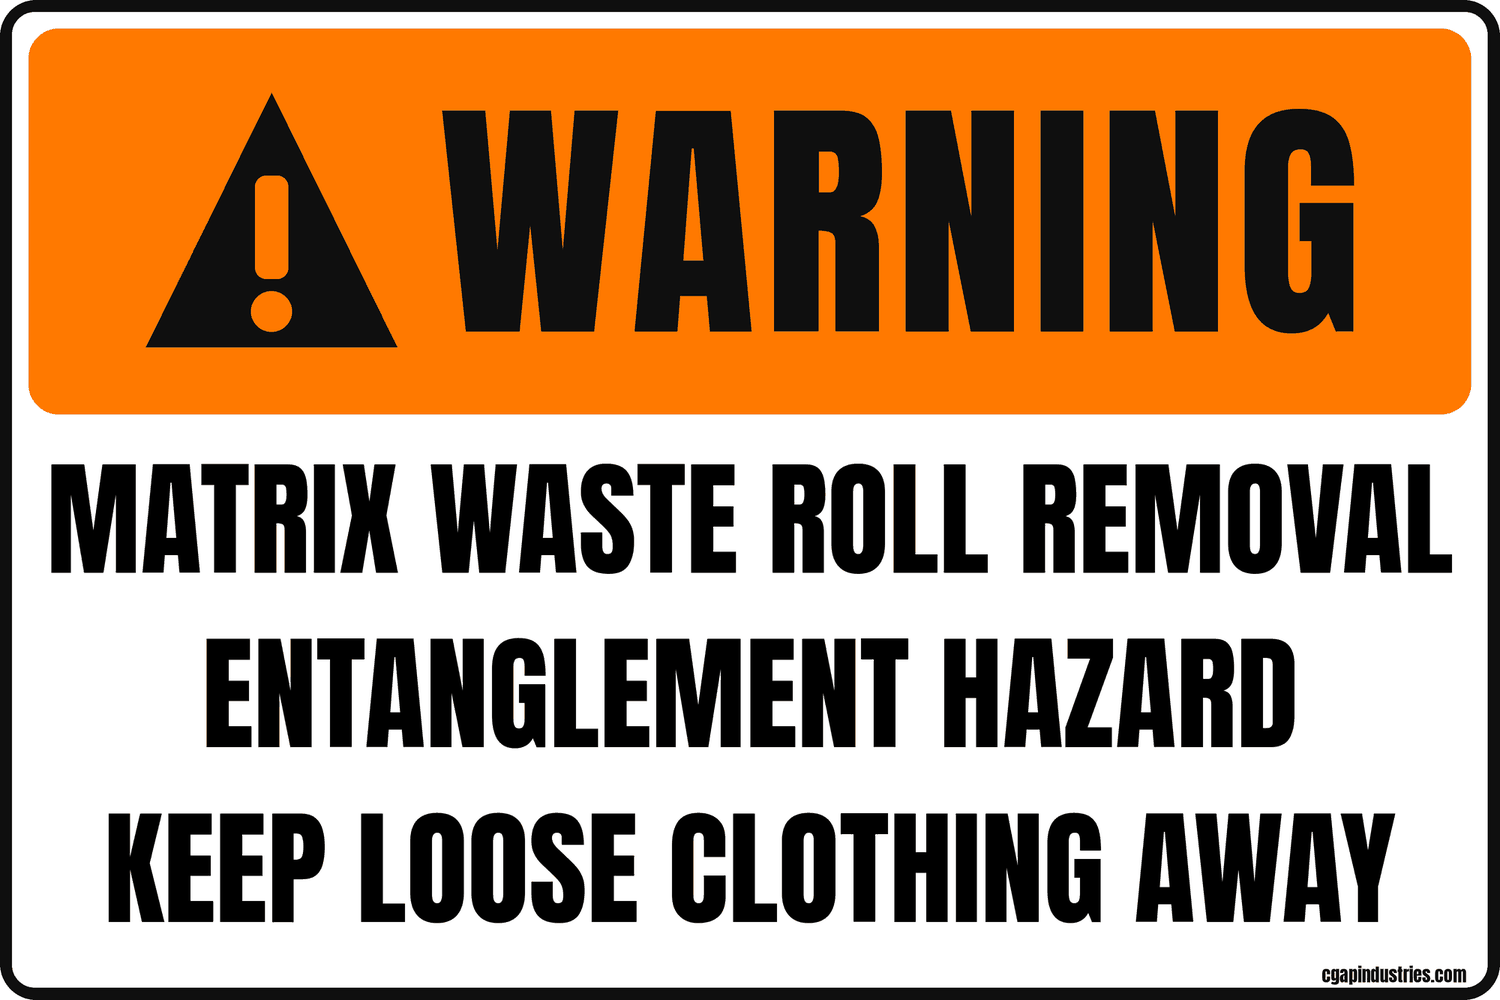 WARNING
MATRIX WASTE ROLL REMOVAL
ENTANGLEMENT HAZARD
KEEP LOOSE CLOTHING AWAY
cgapindustries.com